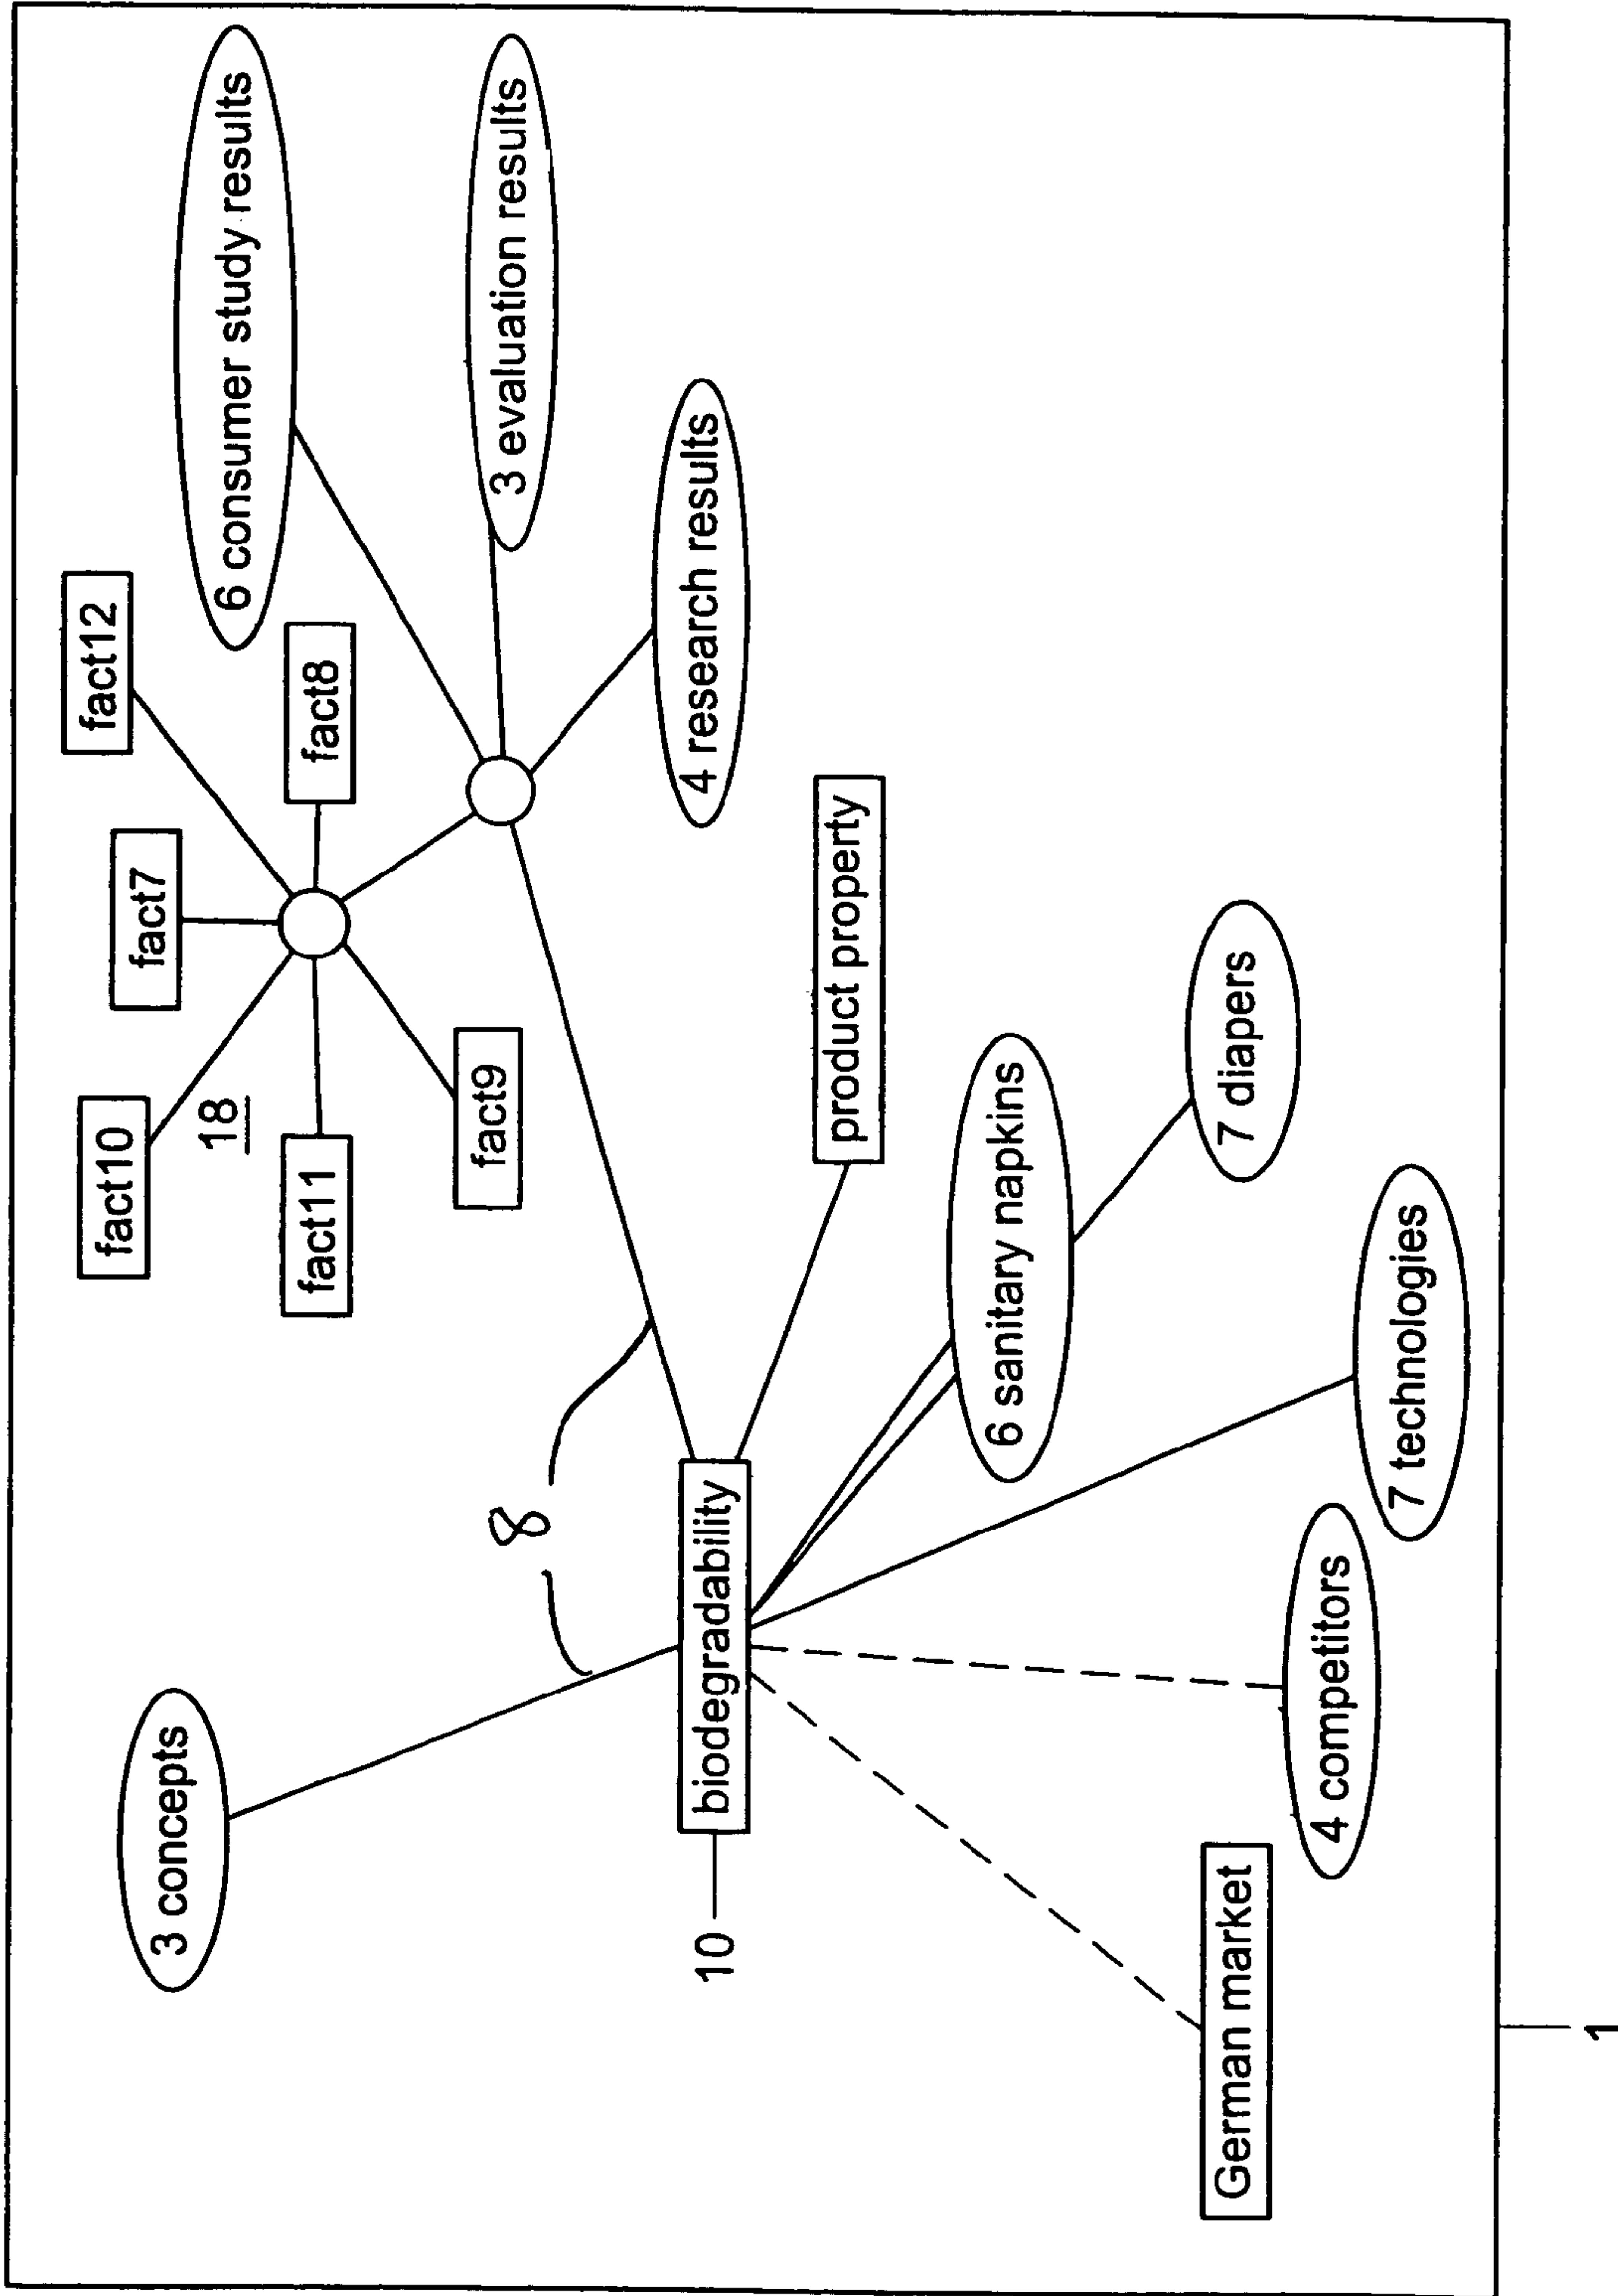 fact12
6 consumer study results
fact7
fact10
18
fact8
fact11
3 concepts
3 evaluation results
fact9
8
4 research results
biodegradability
10
product property
6 sanitary napkins
7 diapers
German market
4 competitors
7 technologies
1